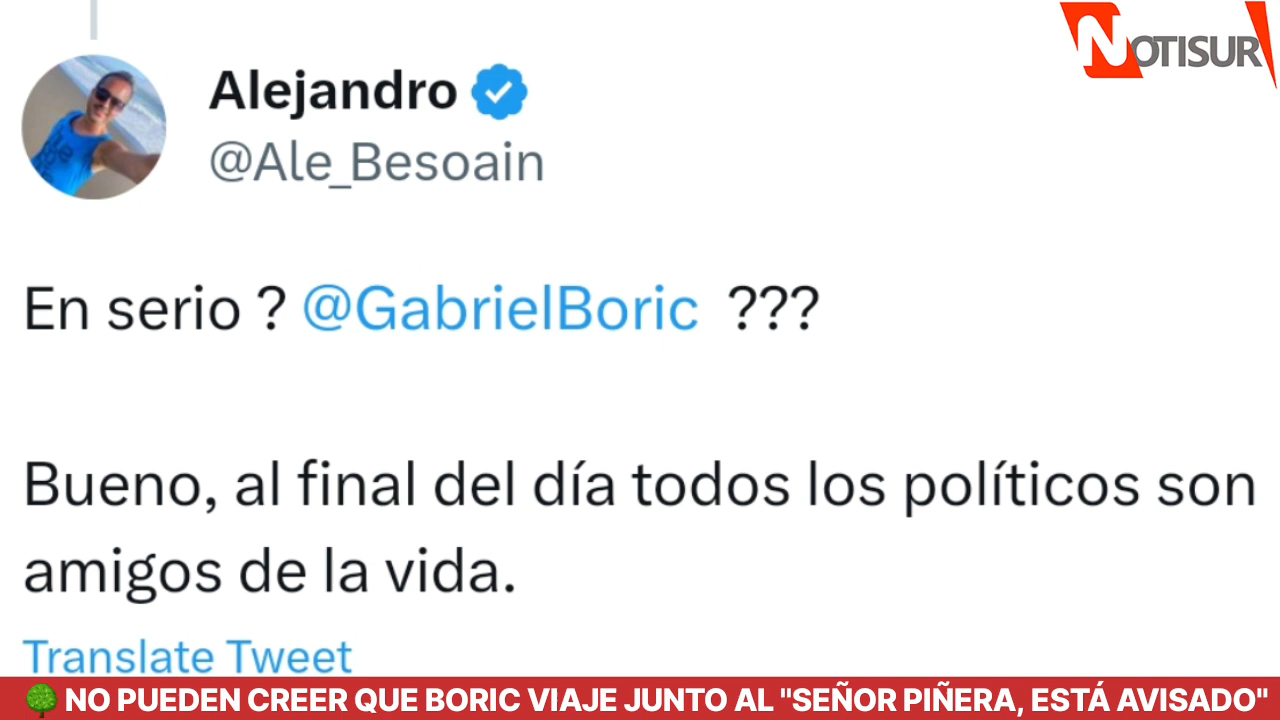 NOTISUR
Alejandro
@Ale_Besoain
En serio ? @GabrielBoric ???
Bueno, al final del día todos los políticos son
amigos de la vida.
Translate Tweet
NO PUEDEN CREER QUE BORIC VIAJE JUNTO AL "SEÑOR PIÑERA, ESTÁ AVISADO"